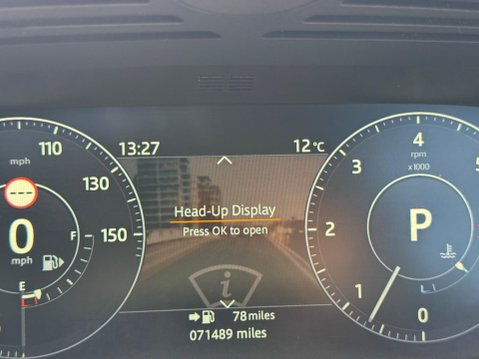 13:27
12°C
mph
110
130
150
0
mph
F
E
Head-Up Display
Press OK to open
i
78 miles
071489 miles
4
rpm
x1000
3
5
2
P
1
0